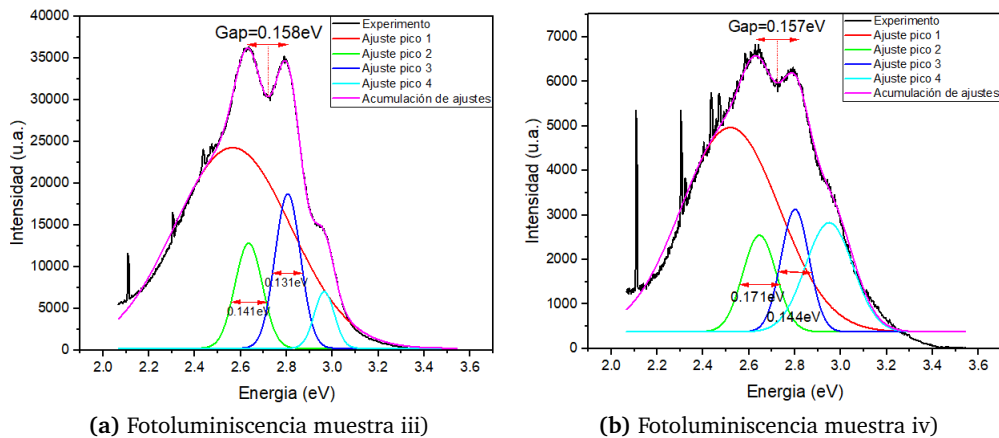 Gap=0.158eV
Experimento
Ajuste pico 1
Ajuste pico 2
Ajuste pico 3
Ajuste pico 4
Acumulación de ajustes
40000
35000
30000
25000
20000
15000
10000
5000
0
Intensidad (u.a.)
0.131eV
0.141eV
2.0 2.2 2.4 2.6 2.8 3.0 3.2 3.4 3.6
Energia (eV)
(a) Fotoluminiscencia muestra iii)
Gap=0.157eV
Experimento
Ajuste pico 1
Ajuste pico 2
Ajuste pico 3
Ajuste pico 4
Acumulación de ajustes
7000
6000
5000
4000
3000
2000
1000
0
Intensidad (u.a.)
0.171eV
0.144eV
2.0 2.2 2.4 2.6 2.8 3.0 3.2 3.4 3.6
Energia (eV)
(b) Fotoluminiscencia muestra iv)